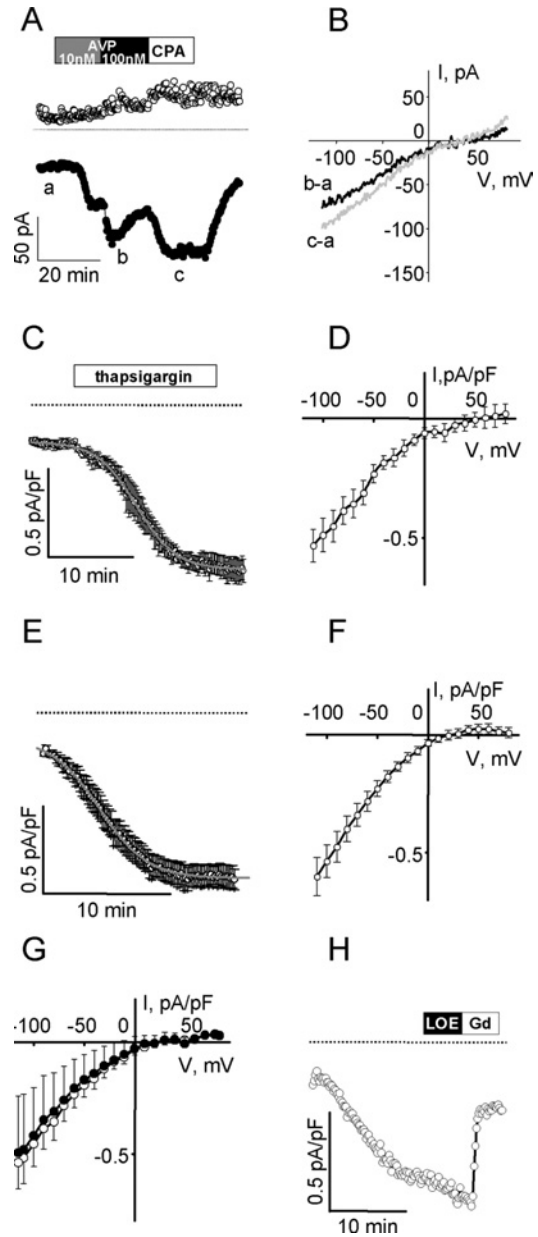 A
B
AVP
10nM 100nM CPA
a
b
c
50 pA
20 min
I, pA
50
0
-100 -50 50
V, mV
-50
-100
-150
b-a
c-a
C
D
thapsigargin
0.5 pA/pF
10 min
I,pA/pF
-100 -50 0 50
V, mV
-0.5
E
F
0.5 pA/pF
10 min
I, pA/pF
-100 -50 0 50
V, mV
-0.5
G
H
I, pA/pF
-100 -50 0 50
V, mV
-0.5
LOE Gd
0.5 pA/pF
10 min